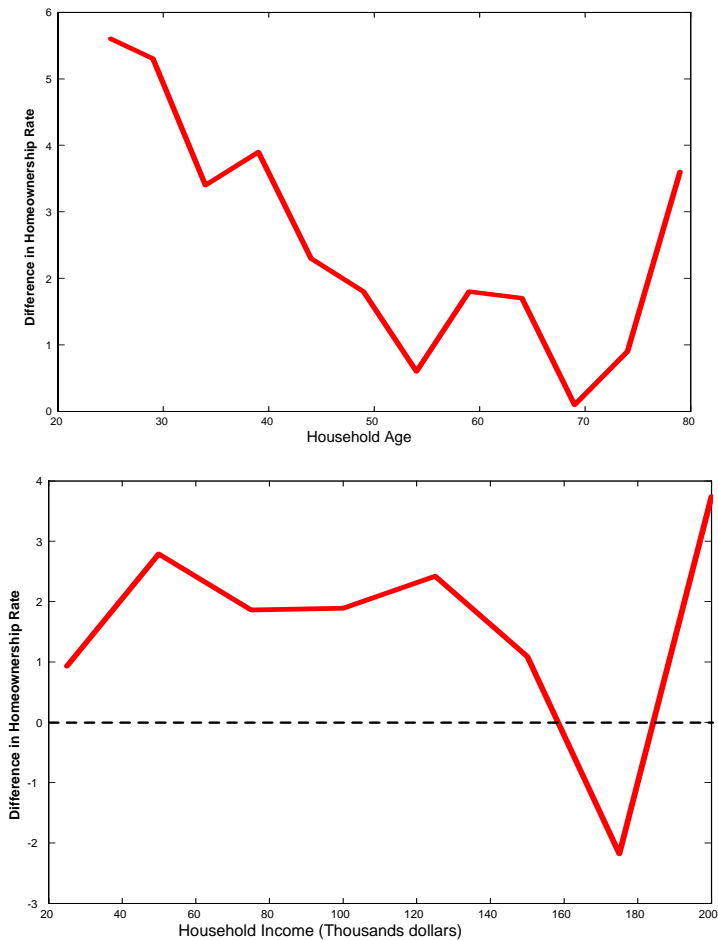 6
5
4
3
2
1
0
20 30 40 50 60 70 80
Household Age
Difference in Homeownership Rate
4
3
2
1
0
-1
-2
-3
20 40 60 80 100 120 140 160 180 200
Household Income (Thousands dollars)
Difference in Homeownership Rate